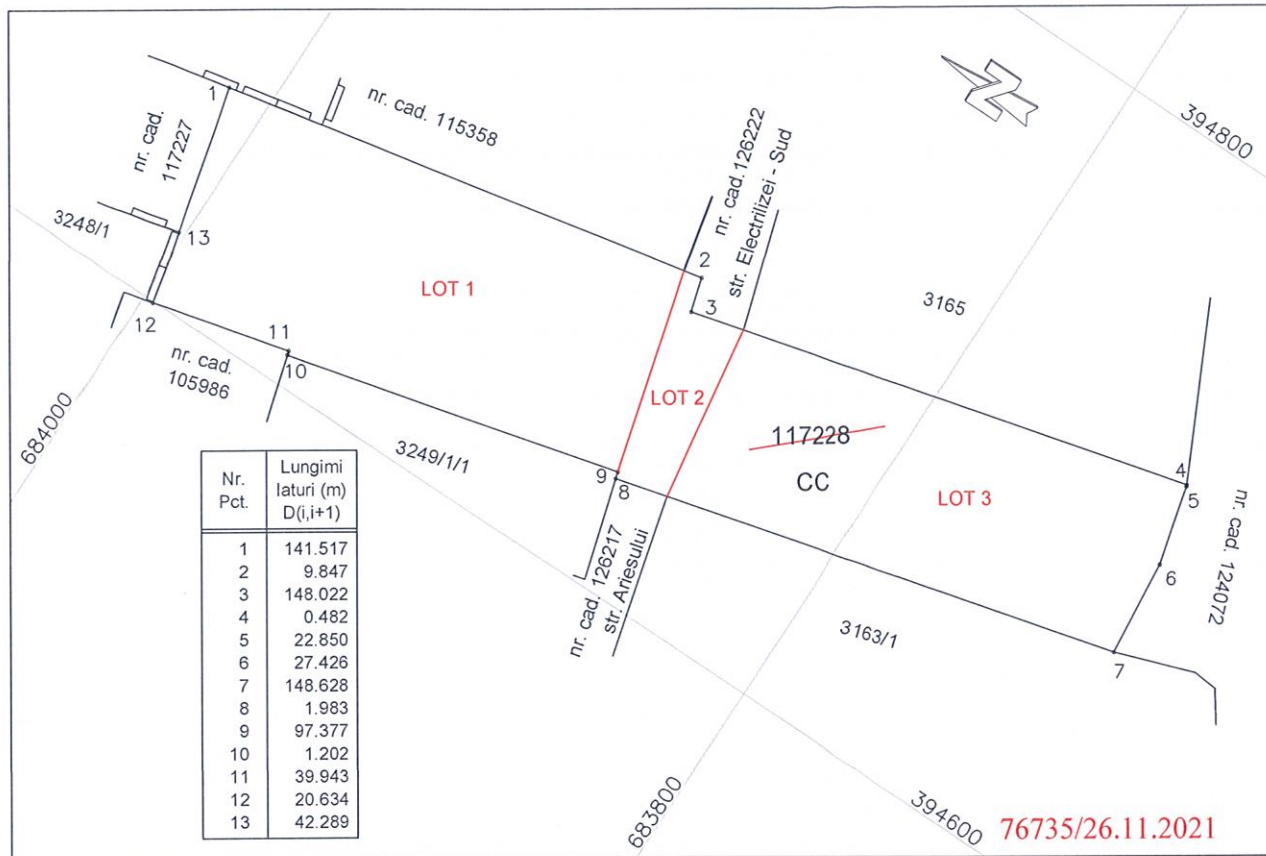 nr. cad. 115358
394800
1
nr. cad.
117227
nr. cad.126222
str. Electrilizei - Sud
3248/1
13
2
3
3165
LOT 1
12
11
10
nr. cad.
105986
684000
LOT 2
117228
CC
LOT 3
4
5
nr. cad. 124072
3249/1/1
9
8
6
nr. cad. 126217
str. Ariesului
3163/1
7
Nr.
Pct.
Lungimi
laturi (m)
D(i,i+1)
1 141.517
2 9.847
3 148.022
4 0.482
5 22.850
6 27.426
7 148.628
8 1.983
9 97.377
10 1.202
11 39.943
12 20.634
13 42.289
683800
394600
76735/26.11.2021